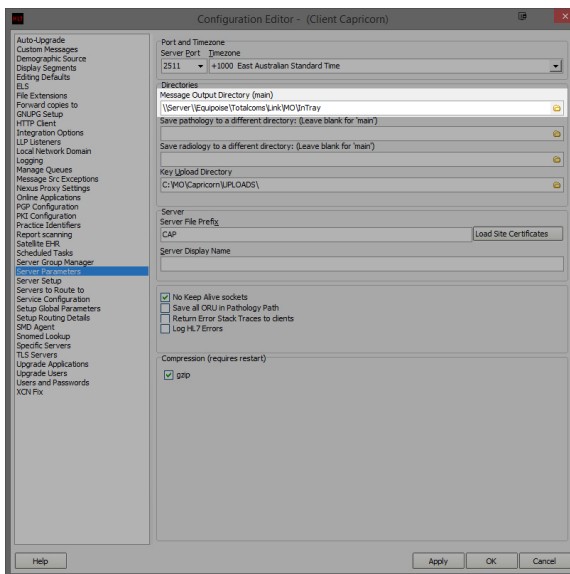 HL7
Configuration Editor - (Client Capricorn)
Auto-Upgrade
Custom Messages
Demographic Source
Display Segments
Editing Defaults
ELS
File Extensions
Forward copies to
GNUPG Setup
HTTP Client
Integration Options
LLP Listeners
Local Network Domain
Logging
Manage Queues
Message Src Exceptions
Nexus Proxy Settings
Online Applications
PGP Configuration
PKI Configuration
Practice Identifiers
Report scanning
Satellite EHR
Scheduled Tasks
Server Group Manager
Server Parameters
Server Setup
Servers to Route to
Service Configuration
Setup Global Parameters
Setup Routing Details
SMD Agent
Snomed Lookup
Specific Servers
TLS Servers
Upgrade Applications
Upgrade Users
Users and Passwords
XCN Fix
Port and Timezone
Server Port Timezone
2511 +1000 East Australian Standard Time
Directories
Message Output Directory (main)
\\Server\\Equipoise\Totalcoms\Link\MO\InTray
Save pathology to a different directory: (Leave blank for 'main')
Save radiology to a different directory: (Leave blank for 'main')
Key Upload Directory
C:\MO\Capricorn\UPLOADS\
Server
Server File Prefix
CAP Load Site Certificates
Server Display Name
No Keep Alive sockets
Save all ORU in Pathology Path
Return Error Stack Traces to clients
Log HL7 Errors
Compression (requires restart)
gzip
Help Apply OK Cancel